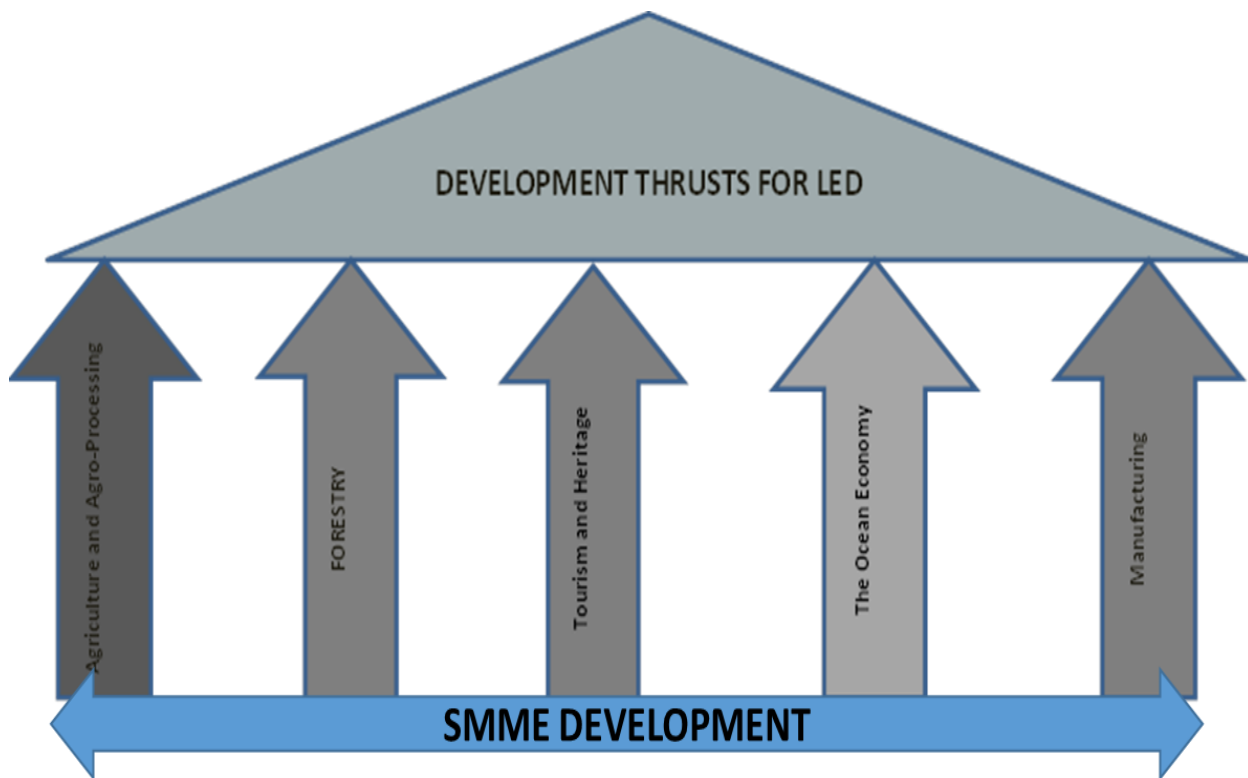 DEVELOPMENT THRUSTS FOR LED
Agriculture and Agro-Processing
FORESTRY
Tourism and Heritage
The Ocean Economy
Manufacturing
SMME DEVELOPMENT